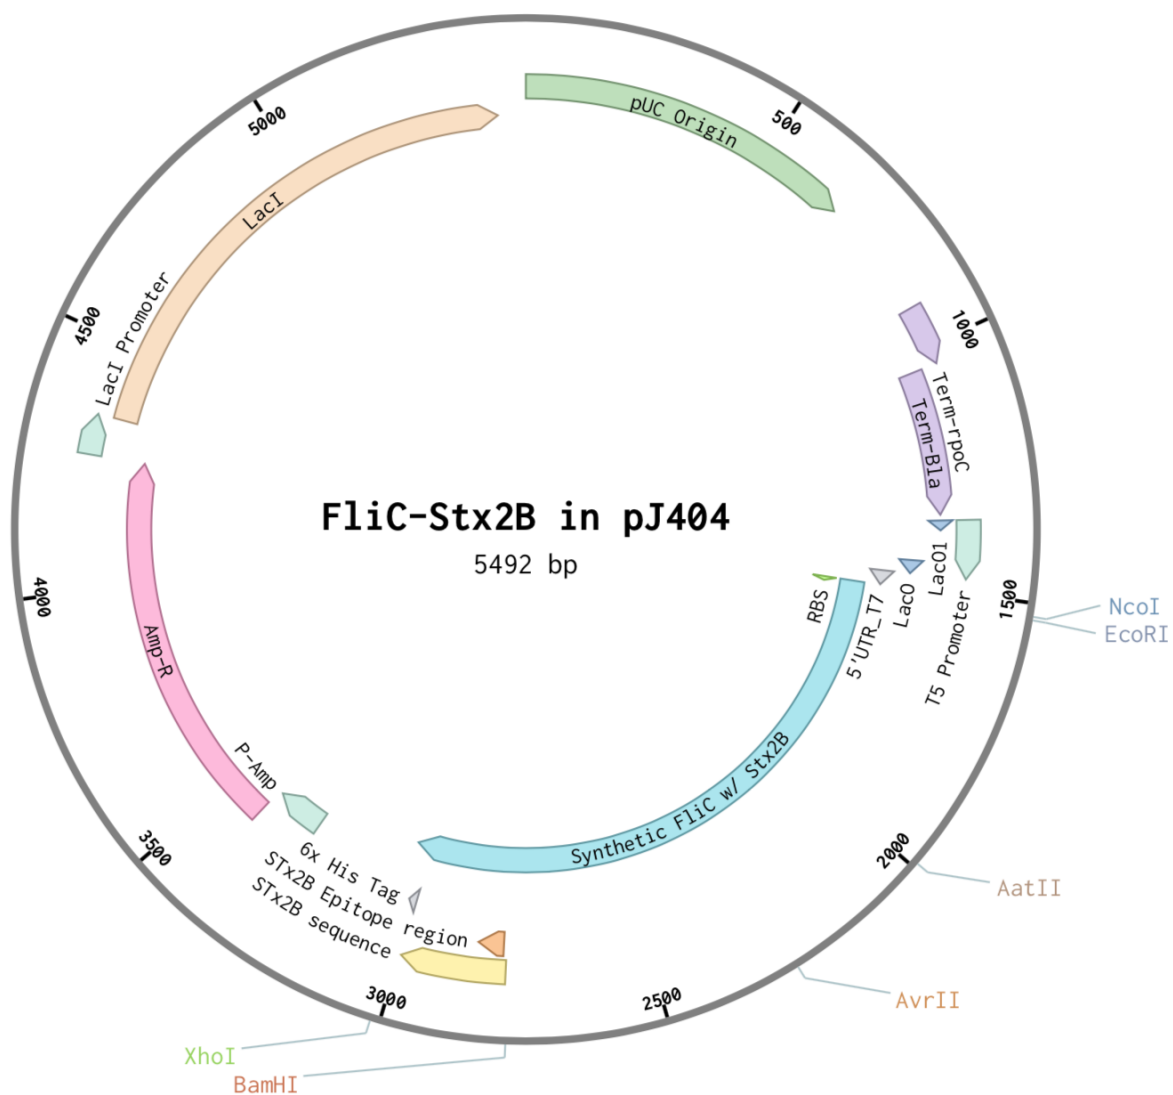 FliC-Stx2B in pJ404
5492 bp
pUC Origin
500
1000
Term-rpoC
Term-Bla
LacO1
T5 Promoter
LacO
5'UTR_T7
RBS
1500
NcoI
EcoRI
Synthetic FliC w/ Stx2B
2000
AatII
AvrII
2500
BamHI
XhoI
3000
STx2B sequence
STx2B Epitope region
6x His Tag
P-Amp
3500
Amp-R
4000
LacI Promoter
4500
LacI
5000